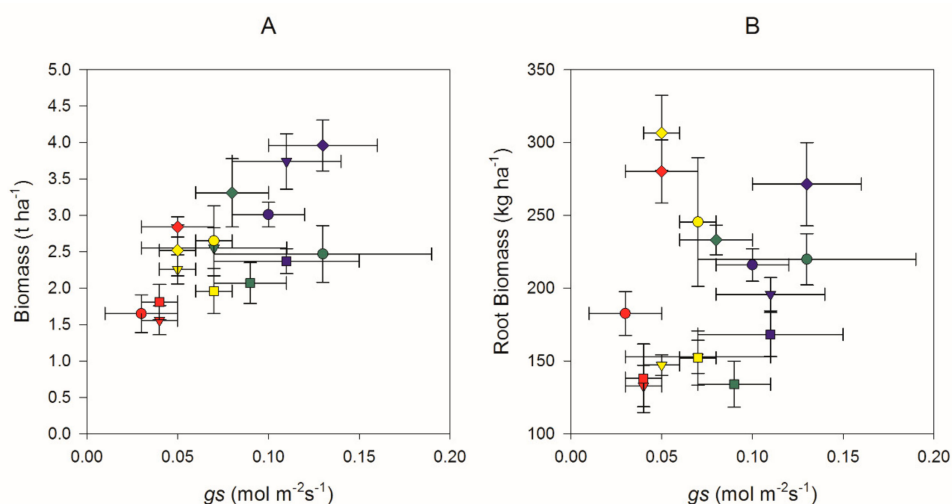 A
B
5.0
4.5
4.0
3.5
3.0
2.5
2.0
1.5
1.0
0.5
0.0
Biomass (t ha⁻¹)
0.00 0.05 0.10 0.15 0.20
gs (mol m⁻²s⁻¹)
350
300
250
200
150
100
Root Biomass (kg ha⁻¹)
0.00 0.05 0.10 0.15 0.20
gs (mol m⁻²s⁻¹)